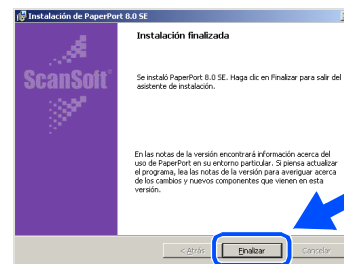 Instalación de PaperPort 8.0 SE
Instalación finalizada
ScanSoft
Se instaló PaperPort 8.0 SE. Haga clic en Finalizar para salir del
asistente de instalación.
En las notas de la versión encontrará información acerca del
uso de PaperPort en su entorno particular. Si piensa actualizar
el programa, lea las notas de la versión para averiguar acerca
de los cambios y nuevos componentes que vienen en esta
versión.
< Atrás
Finalizar
Cancelar